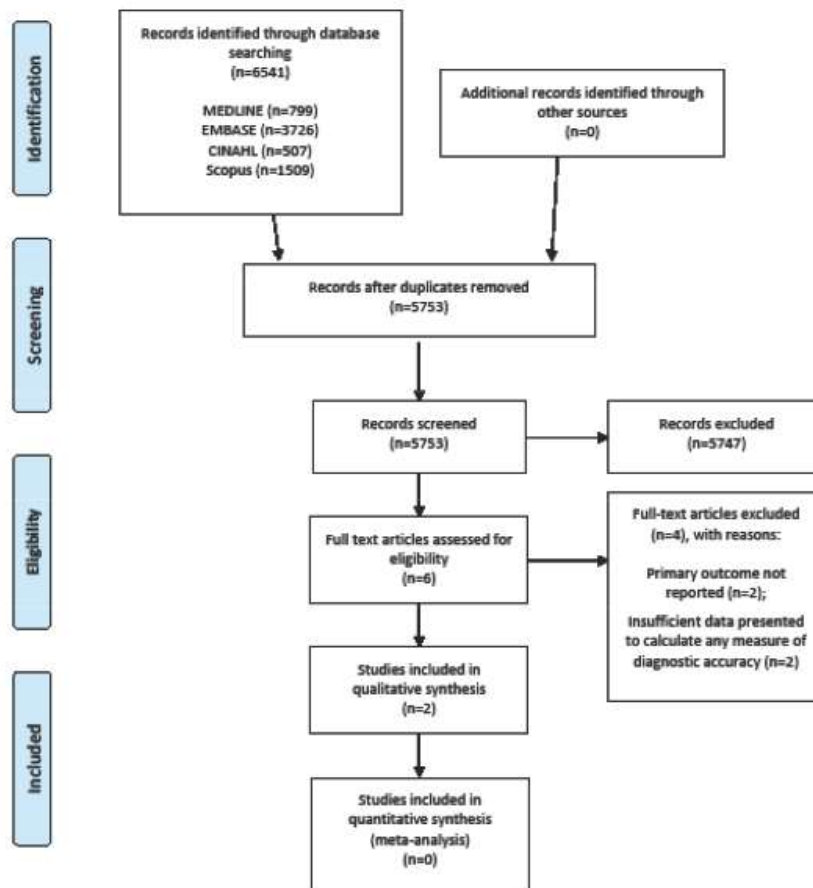 Identification
Records identified through database
searching
(n=6541)
MEDLINE (n=799)
EMBASE (n=3726)
CINAHL (n=507)
Scopus (n=1509)
Additional records identified through
other sources
(n=0)
Screening
Records after duplicates removed
(n=5753)
Records screened
(n=5753)
Records excluded
(n=5747)
Eligibility
Full text articles assessed for
eligibility
(n=6)
Full-text articles excluded
(n=4), with reasons:
Primary outcome not
reported (n=2);
Insufficient data presented
to calculate any measure of
diagnostic accuracy (n=2)
Included
Studies included in
qualitative synthesis
(n=2)
Studies included in
quantitative synthesis
(meta-analysis)
(n=0)